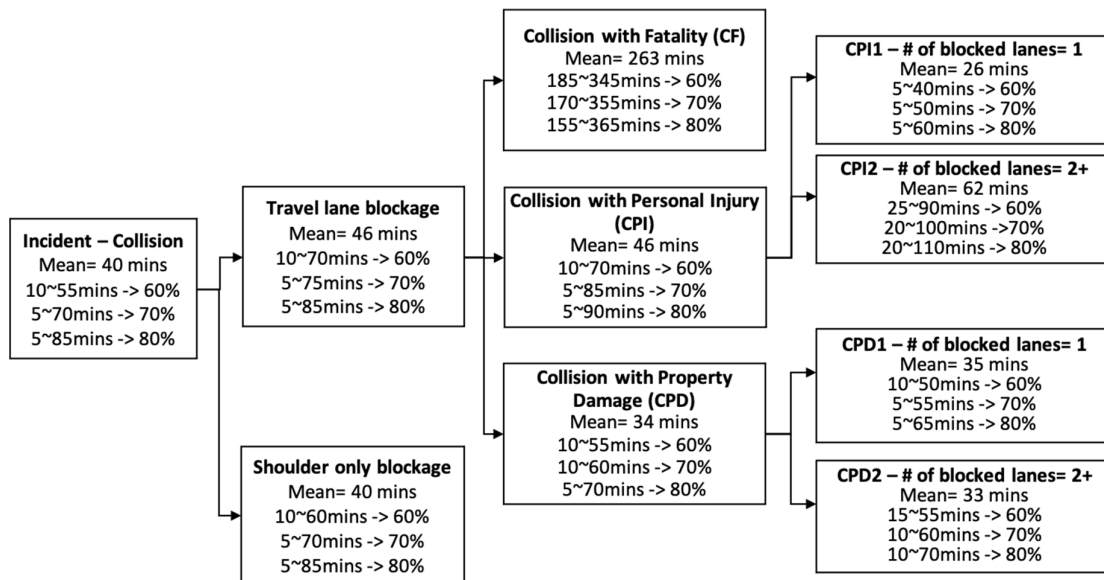 Incident – Collision
Mean= 40 mins
10~55mins -> 60%
5~70mins -> 70%
5~85mins -> 80%
Travel lane blockage
Mean= 46 mins
10~70mins -> 60%
5~75mins -> 70%
5~85mins -> 80%
Shoulder only blockage
Mean= 40 mins
10~60mins -> 60%
5~70mins -> 70%
5~85mins -> 80%
Collision with Fatality (CF)
Mean= 263 mins
185~345mins -> 60%
170~355mins -> 70%
155~365mins -> 80%
Collision with Personal Injury
(CPI)
Mean= 46 mins
10~70mins -> 60%
5~85mins -> 70%
5~90mins -> 80%
Collision with Property
Damage (CPD)
Mean= 34 mins
10~55mins -> 60%
10~60mins -> 70%
5~70mins -> 80%
CPI1 – # of blocked lanes= 1
Mean= 26 mins
5~40mins -> 60%
5~50mins -> 70%
5~60mins -> 80%
CPI2 – # of blocked lanes= 2+
Mean= 62 mins
25~90mins -> 60%
20~100mins ->70%
20~110mins -> 80%
CPD1 – # of blocked lanes= 1
Mean= 35 mins
10~50mins -> 60%
5~55mins -> 70%
5~65mins -> 80%
CPD2 – # of blocked lanes= 2+
Mean= 33 mins
15~55mins -> 60%
10~60mins -> 70%
10~70mins -> 80%